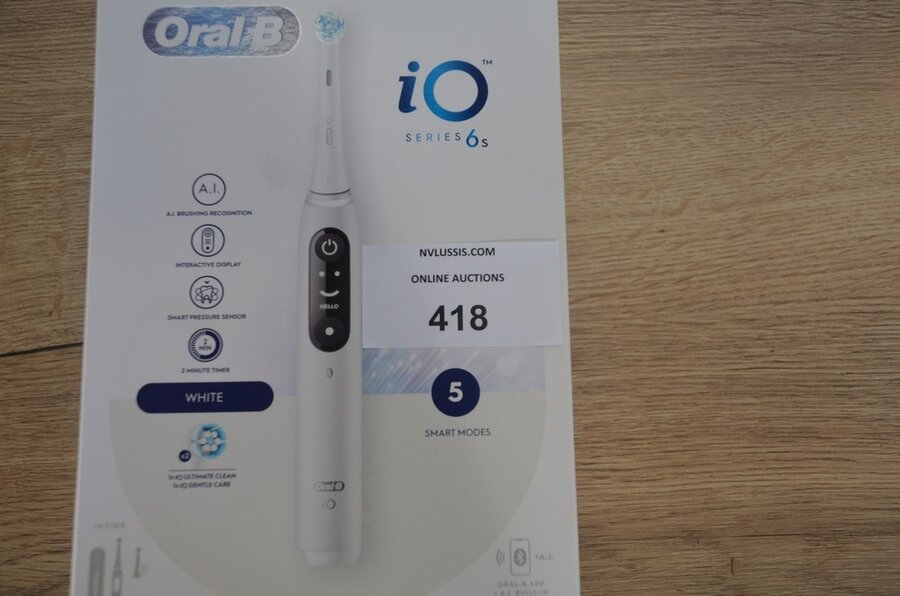 Oral-B
iO™
SERIES 6s
A.I.
A.I. BRUSHING RECOGNITION
INTERACTIVE DISPLAY
SMART PRESSURE SENSOR
2
MIN
2 MINUTE TIMER
WHITE
x2
1x iO ULTIMATE CLEAN
1x iO GENTLE CARE
INSIDE
HELLO
Oral-B
iO
NVLUSSIS.COM
ONLINE AUCTIONS
418
5
SMART MODES
+A.I.
ORAL-B APP
+ A.I. BUILT-IN